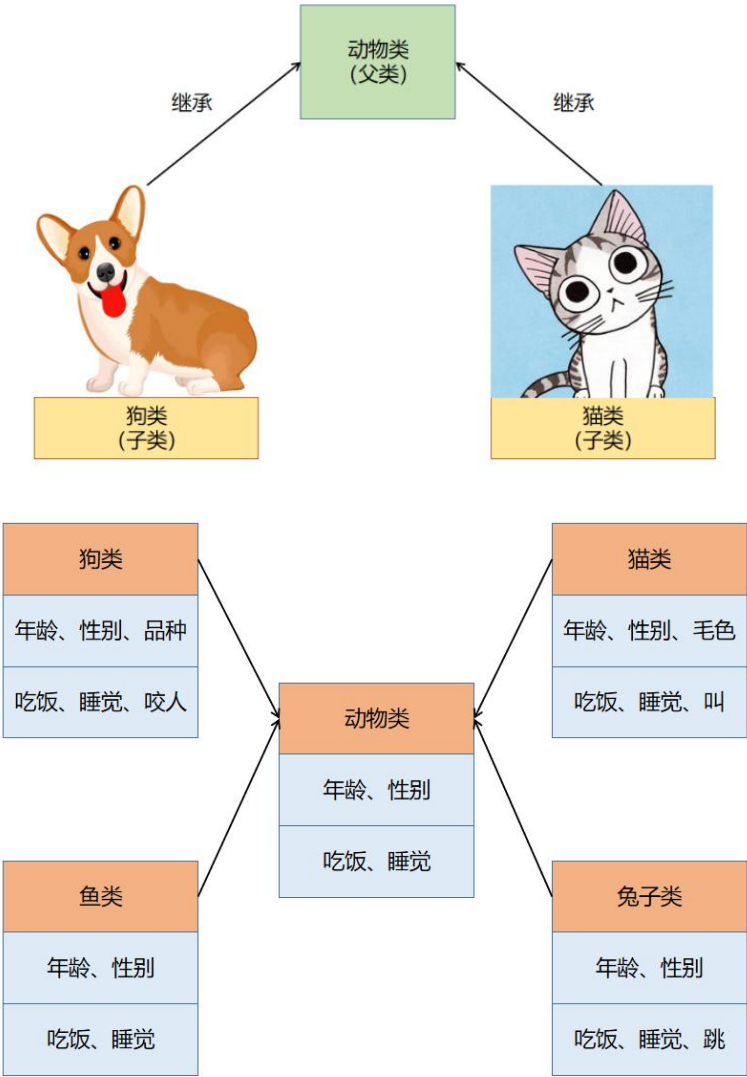 动物类
(父类)
继承
继承
狗类
(子类)
猫类
(子类)
狗类
年龄、性别、品种
吃饭、睡觉、咬人
猫类
年龄、性别、毛色
吃饭、睡觉、叫
动物类
年龄、性别
吃饭、睡觉
鱼类
年龄、性别
吃饭、睡觉
兔子类
年龄、性别
吃饭、睡觉、跳